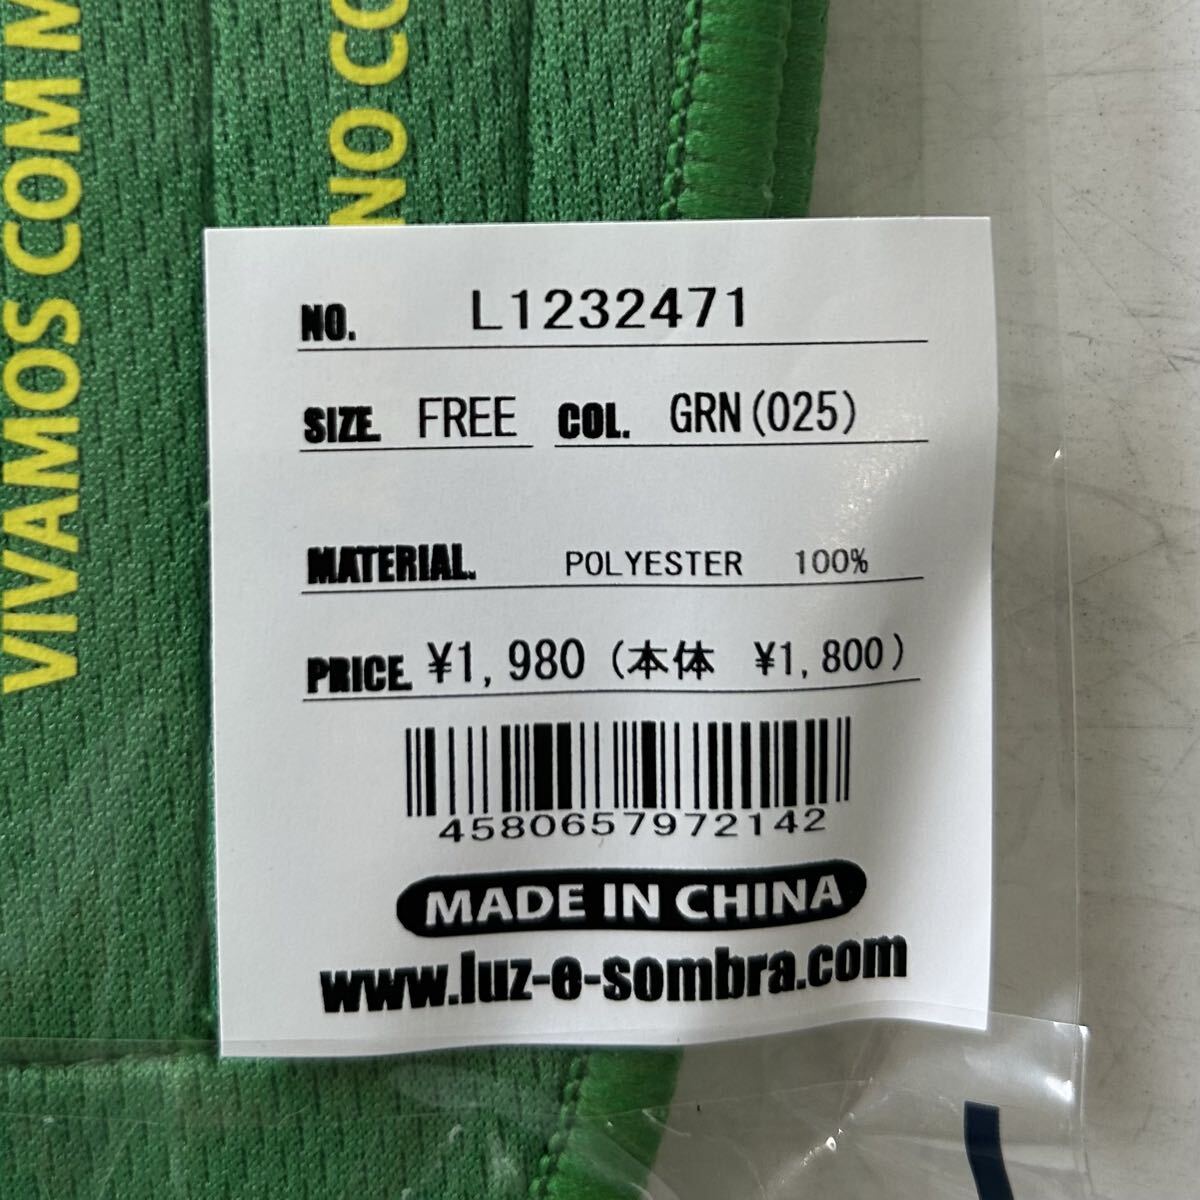 VIVAMOS COM M
NO CO
NO. L1232471
SIZE. FREE COL. GRN(025)
MATERIAL. POLYESTER 100%
PRICE. ¥1,980 (本体 ¥1,800)
4580657972142
MADE IN CHINA
www.luz-e-sombra.com